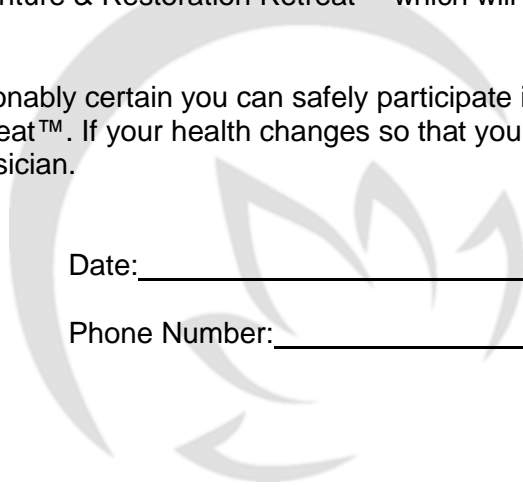 nture & Restoration Retreat which will
onably certain you can safely participate i
eat™. If your health changes so that you
sician.
Date:
Phone Number: